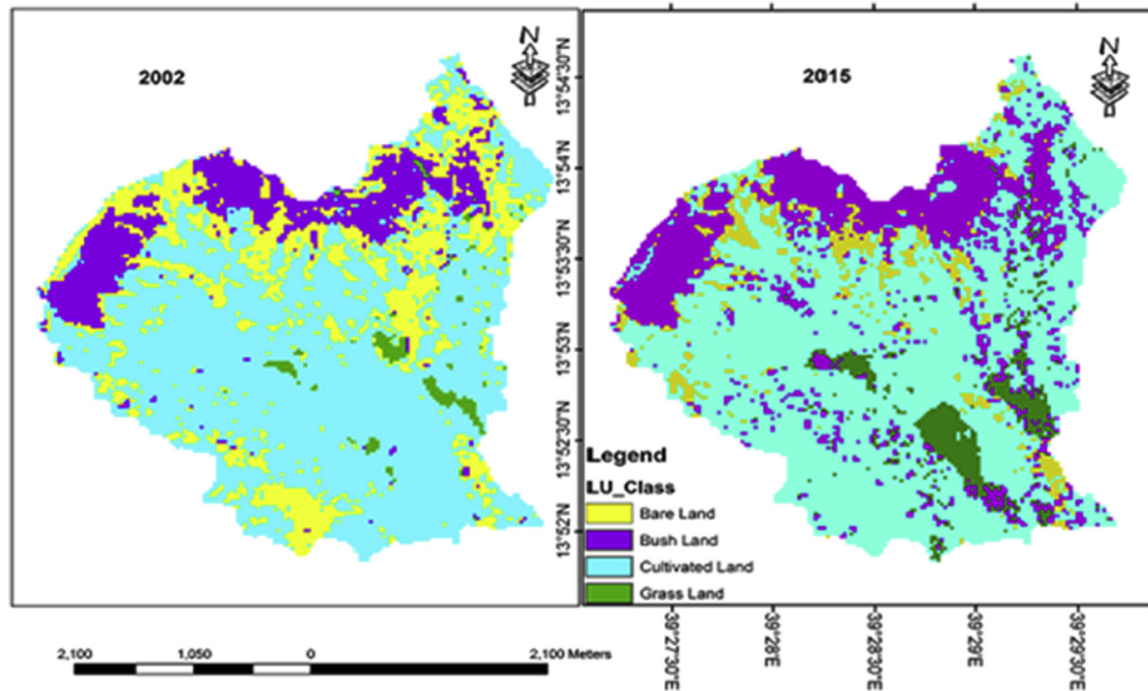 2002
N
2015
N
13°54'30"N
13°54'N
13°53'30"N
13°53'N
13°52'30"N
13°52'N
Legend
LU_Class
Bare Land
Bush Land
Cultivated Land
Grass Land
2,100 1,050 0 2,100 Meters
39°27'30"E 39°28'E 39°28'30"E 39°29'E 39°29'30"E